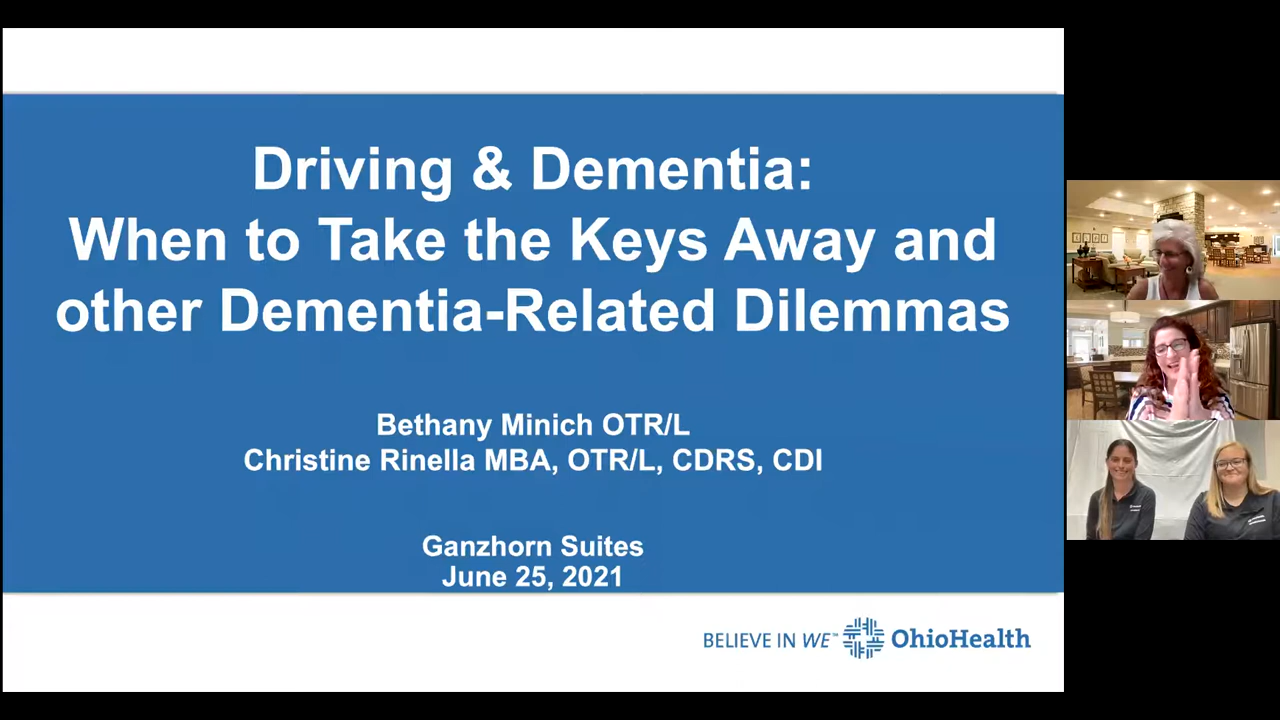 Driving & Dementia:
When to Take the Keys Away and
other Dementia-Related Dilemmas
Bethany Minich OTR/L
Christine Rinella MBA, OTR/L, CDRS, CDI
Ganzhorn Suites
June 25, 2021
BELIEVE IN WE™ OhioHealth